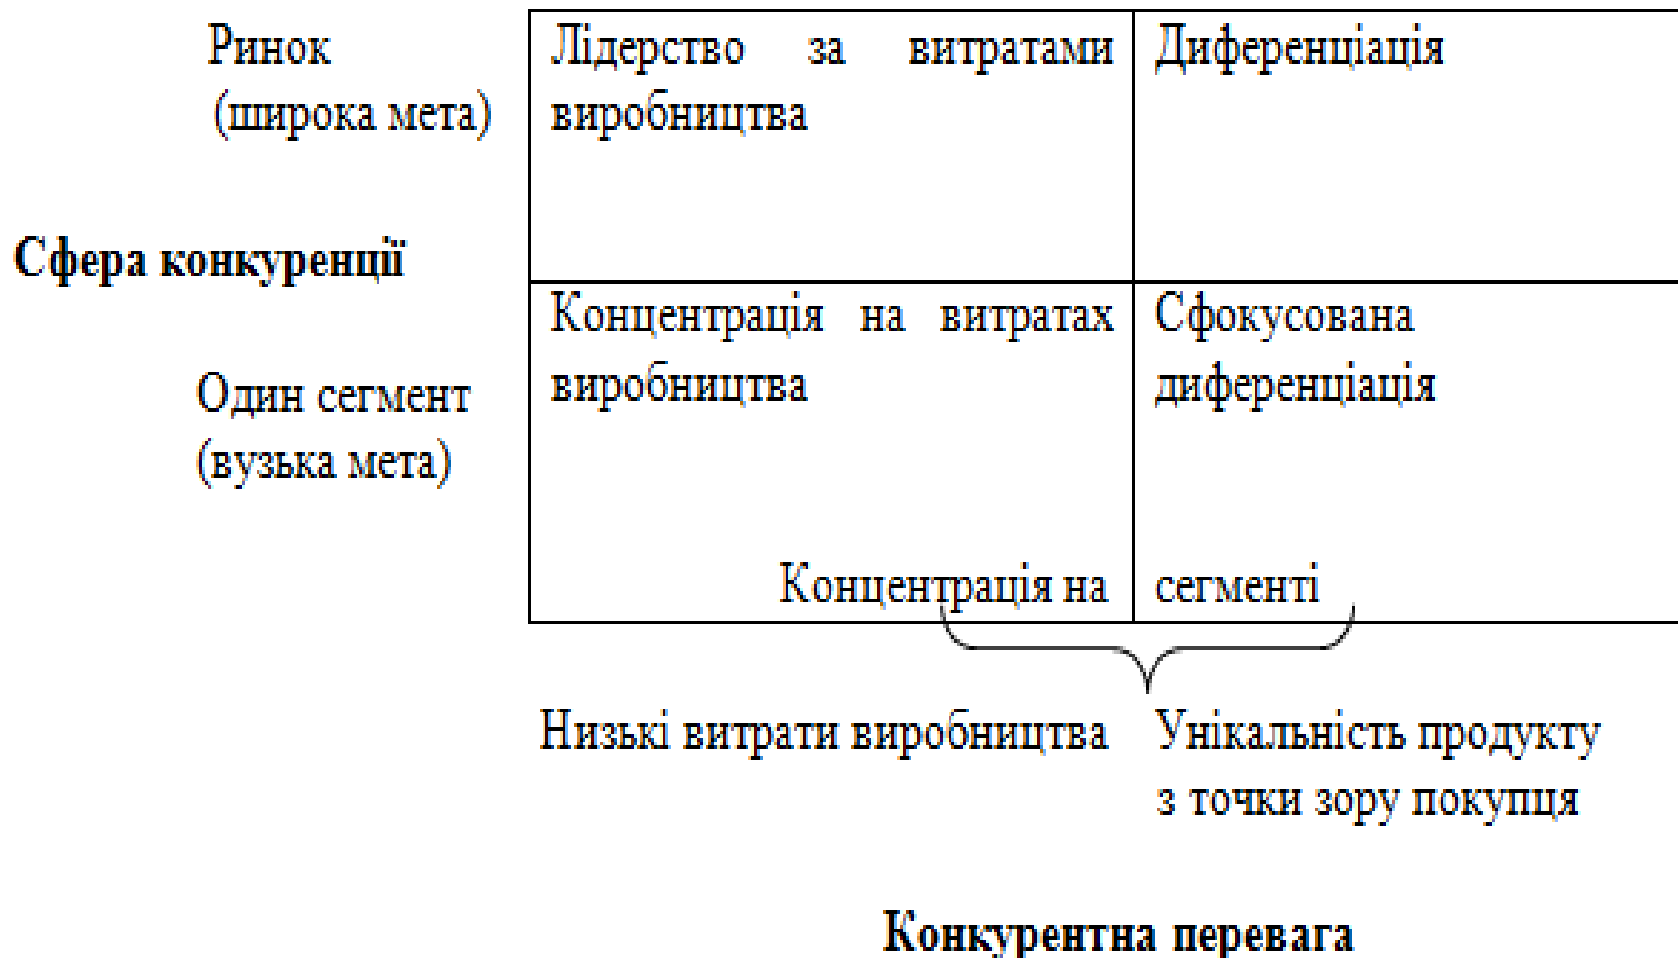 Ринок
(широка мета)
Лідерство за витратами
виробництва
Диференціація
Сфера конкуренції
Один сегмент
(вузька мета)
Концентрація на витратах
виробництва
Сфокусована
диференціація
Концентрація на сегменті
Низькі витрати виробництва
Унікальність продукту
з точки зору покупця
Конкурентна перевага